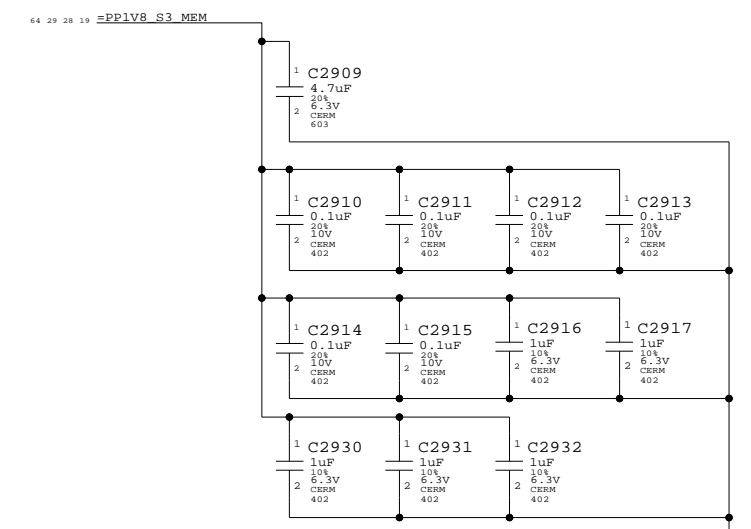 64 29 28 19 =PP1V8_S3_MEM
1 C2909
4.7uF
20%
2 6.3V
CERM
603
1 C2910
0.1uF
20%
2 10V
CERM
402
1 C2911
0.1uF
20%
2 10V
CERM
402
1 C2912
0.1uF
20%
2 10V
CERM
402
1 C2913
0.1uF
20%
2 10V
CERM
402
1 C2914
0.1uF
20%
2 10V
CERM
402
1 C2915
0.1uF
20%
2 10V
CERM
402
1 C2916
1uF
10%
2 6.3V
CERM
402
1 C2917
1uF
10%
2 6.3V
CERM
402
1 C2930
1uF
10%
2 6.3V
CERM
402
1 C2931
1uF
10%
2 6.3V
CERM
402
1 C2932
1uF
10%
2 6.3V
CERM
402